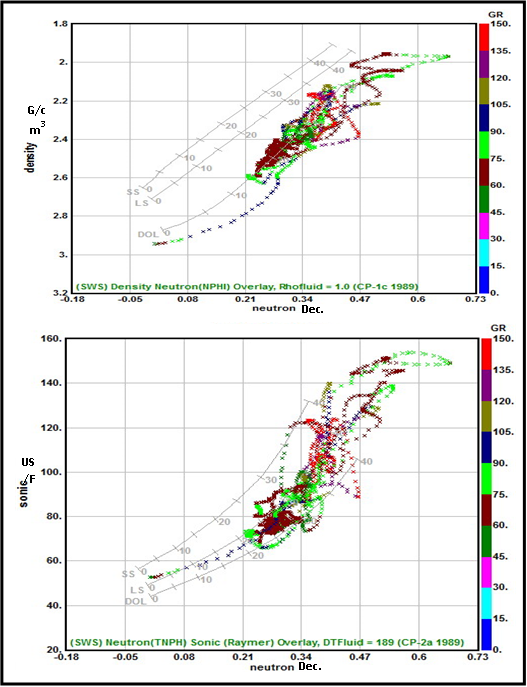 GR
1.8
150.
135.
2.
120.
G/c
m3
2.2
105.
density
2.4
90.
75.
2.6
60.
2.8
45.
3.
30.
15.
3.2
0.
40
40
30
30
20
20
10
10
10
SS 0
LS 0
DOL 0
(SWS) Density Neutron(NPHI) Overlay, Rhofluid = 1.0 (CP-1c 1989)
-0.18 -0.05 0.08 0.21 0.34 0.47 0.6 0.73
neutron Dec.
GR
160.
150.
135.
140.
120.
120.
105.
US
/F
sonic
100.
90.
80.
75.
60.
60.
45.
40.
30.
15.
20.
0.
40
40
30
20
20
10
10
10
SS 0
LS 0
DOL 0
(SWS) Neutron(TNPH) Sonic (Raymer) Overlay, DTFluid = 189 (CP-2a 1989)
-0.18 -0.05 0.08 0.21 0.34 0.47 0.6 0.73
neutron Dec.